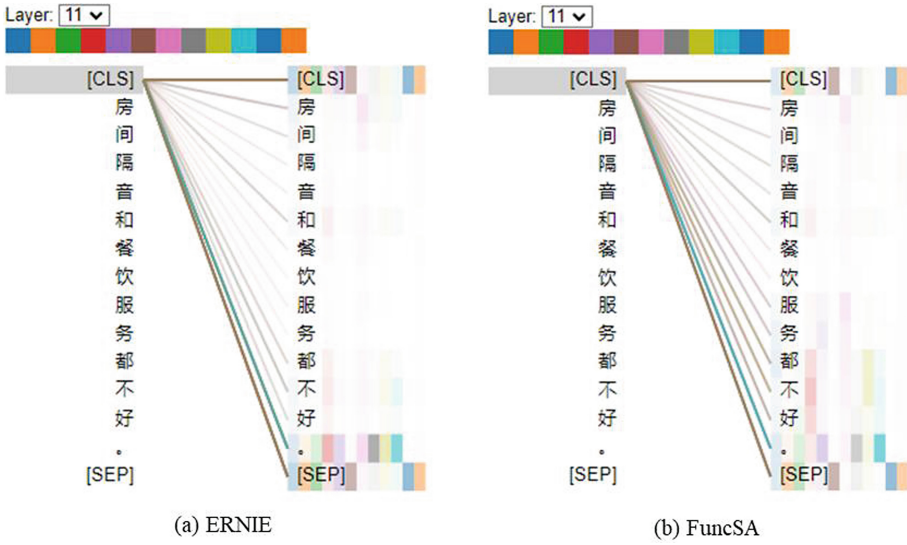 Layer: 11
[CLS] [CLS]
房 房
间 间
隔 隔
音 音
和 和
餐 餐
饮 饮
服 服
务 务
都 都
不 不
好 好
。 。
[SEP] [SEP]
(a) ERNIE
Layer: 11
[CLS] [CLS]
房 房
间 间
隔 隔
音 音
和 和
餐 餐
饮 饮
服 服
务 务
都 都
不 不
好 好
。 。
[SEP] [SEP]
(b) FuncSA